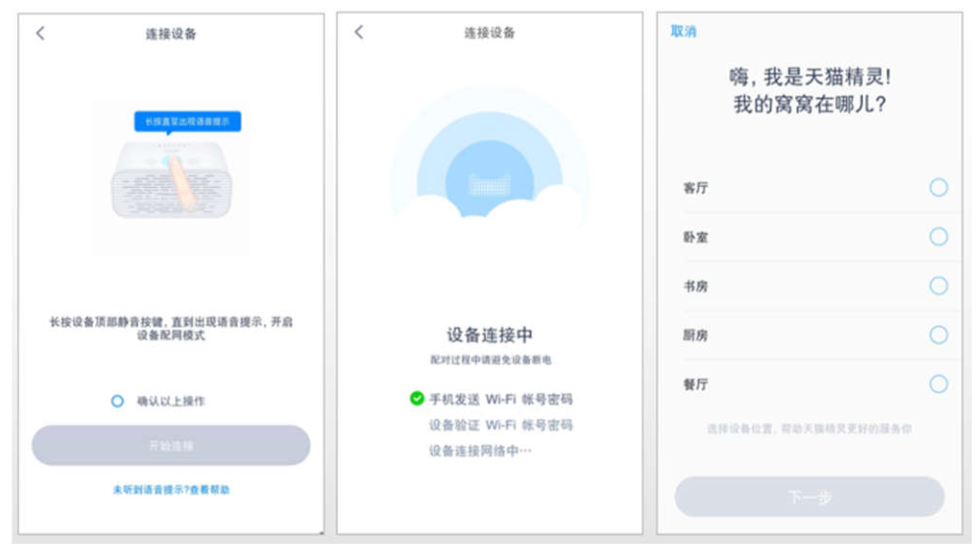 连接设备
长按直至出现语音提示
长按设备顶部静音按键,直到出现语音提示,开启
设备配网模式
确认以上操作
开始连接
未听到语音提示?查看帮助
连接设备
设备连接中
配对过程中请避免设备断电
手机发送 Wi-Fi 帐号密码
设备验证 Wi-Fi 帐号密码
设备连接网络中…
取消
嗨,我是天猫精灵!
我的窝窝在哪儿?
客厅
卧室
书房
厨房
餐厅
选择设备位置,帮助天猫精灵更好的服务你
下一步